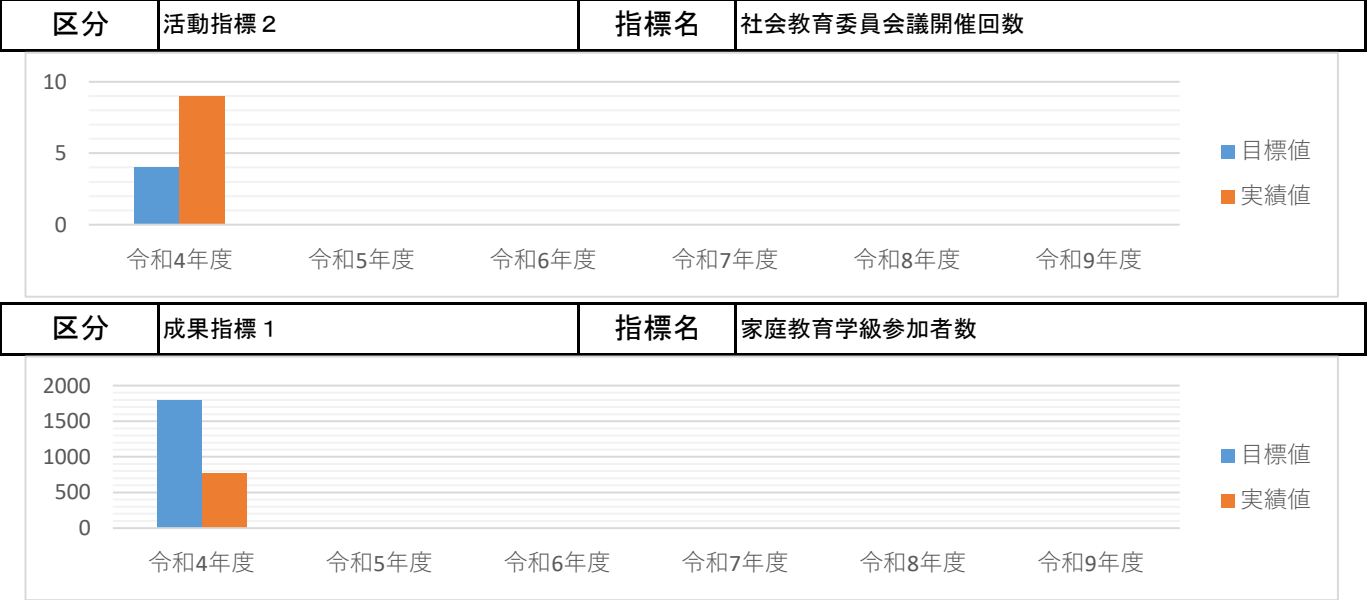 区分 活動指標２ 指標名 社会教育委員会議開催回数
10
5
0
令和4年度 令和5年度 令和6年度 令和7年度 令和8年度 令和9年度
目標値
実績値
区分 成果指標１ 指標名 家庭教育学級参加者数
2000
1500
1000
500
0
令和4年度 令和5年度 令和6年度 令和7年度 令和8年度 令和9年度
目標値
実績値